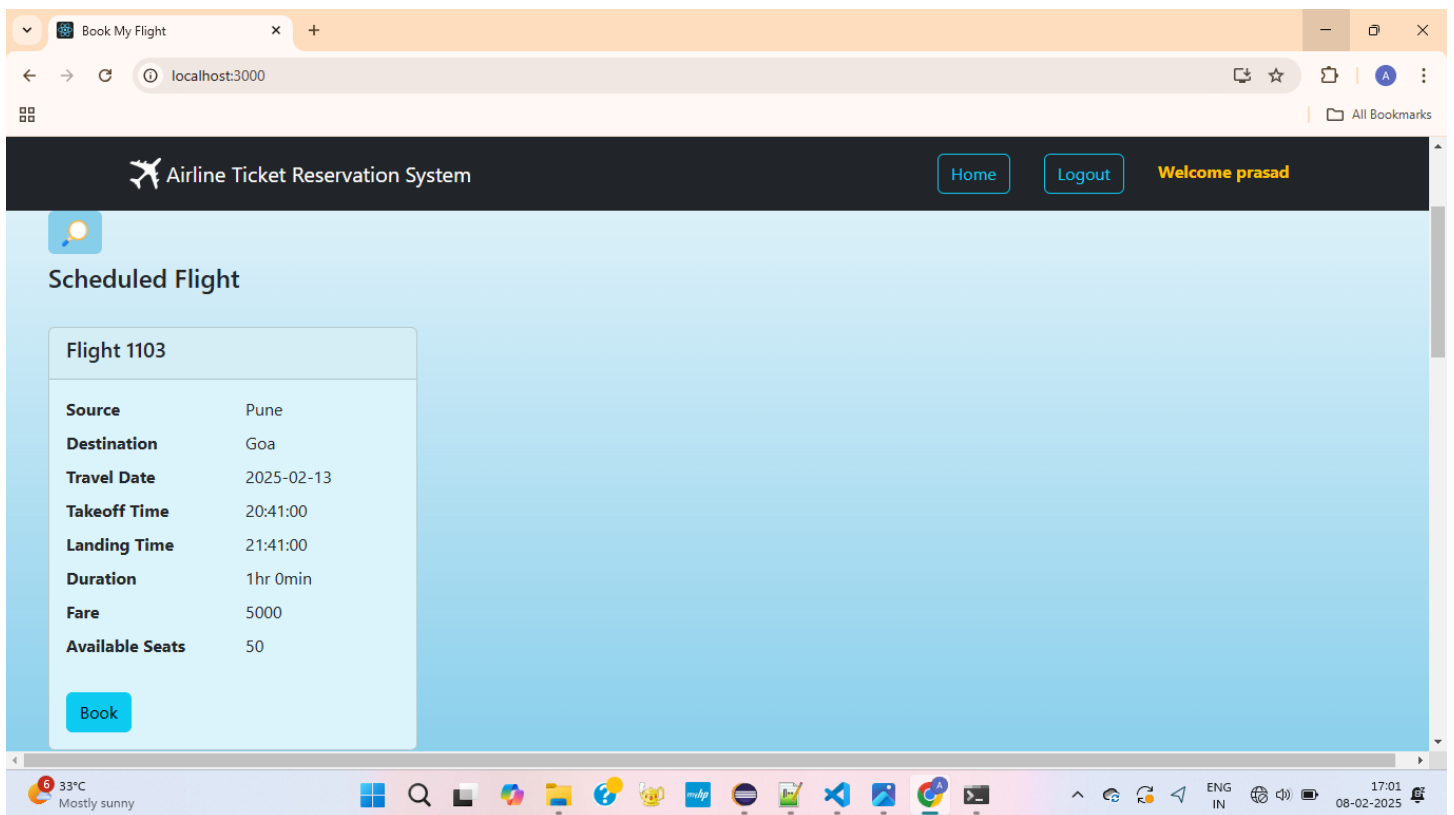 Book My Flight
localhost:3000
A
All Bookmarks
Airline Ticket Reservation System
Home
Logout
Welcome prasad
Scheduled Flight
Flight 1103
Source Pune
Destination Goa
Travel Date 2025-02-13
Takeoff Time 20:41:00
Landing Time 21:41:00
Duration 1hr 0min
Fare 5000
Available Seats 50
Book
6
33°C
Mostly sunny
myhp
A
ENG
IN
17:01
08-02-2025